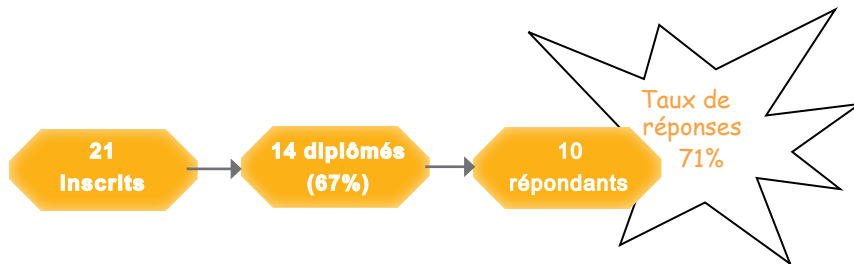 21
Inscrits
14 diplômés
(67%)
10
répondants
Taux de
réponses
71%